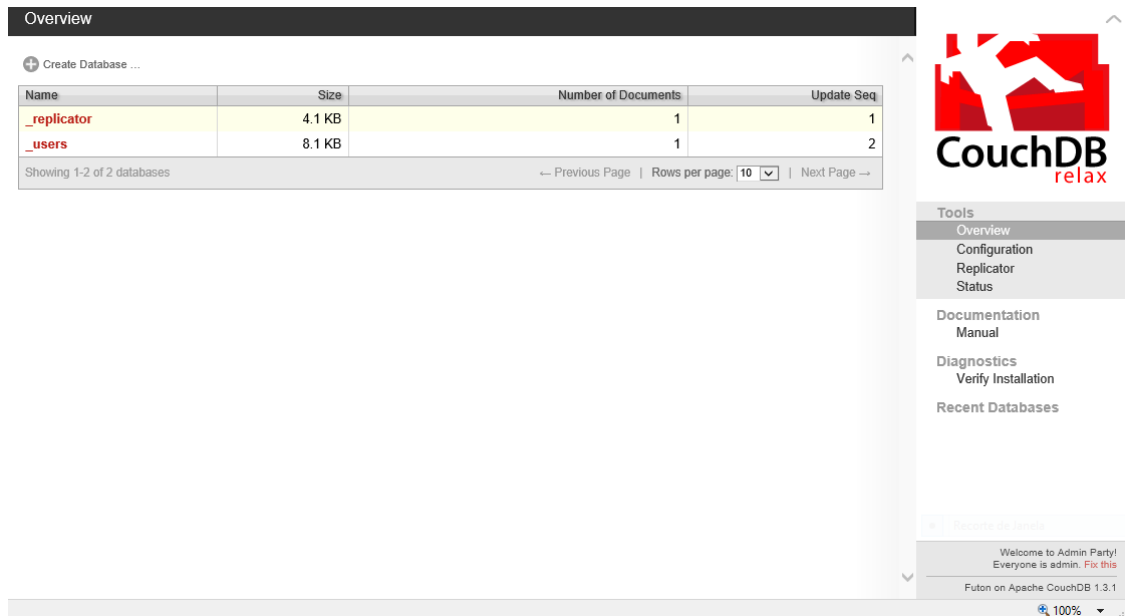 Overview
Create Database ...
Name Size Number of Documents Update Seq
_replicator 4.1 KB 1 1
_users 8.1 KB 1 2
Showing 1-2 of 2 databases ← Previous Page | Rows per page: 10 | Next Page →
CouchDB
relax
Tools
Overview
Configuration
Replicator
Status
Documentation
Manual
Diagnostics
Verify Installation
Recent Databases
Recorte de Janela
Welcome to Admin Party!
Everyone is admin. Fix this
Futon on Apache CouchDB 1.3.1
100%